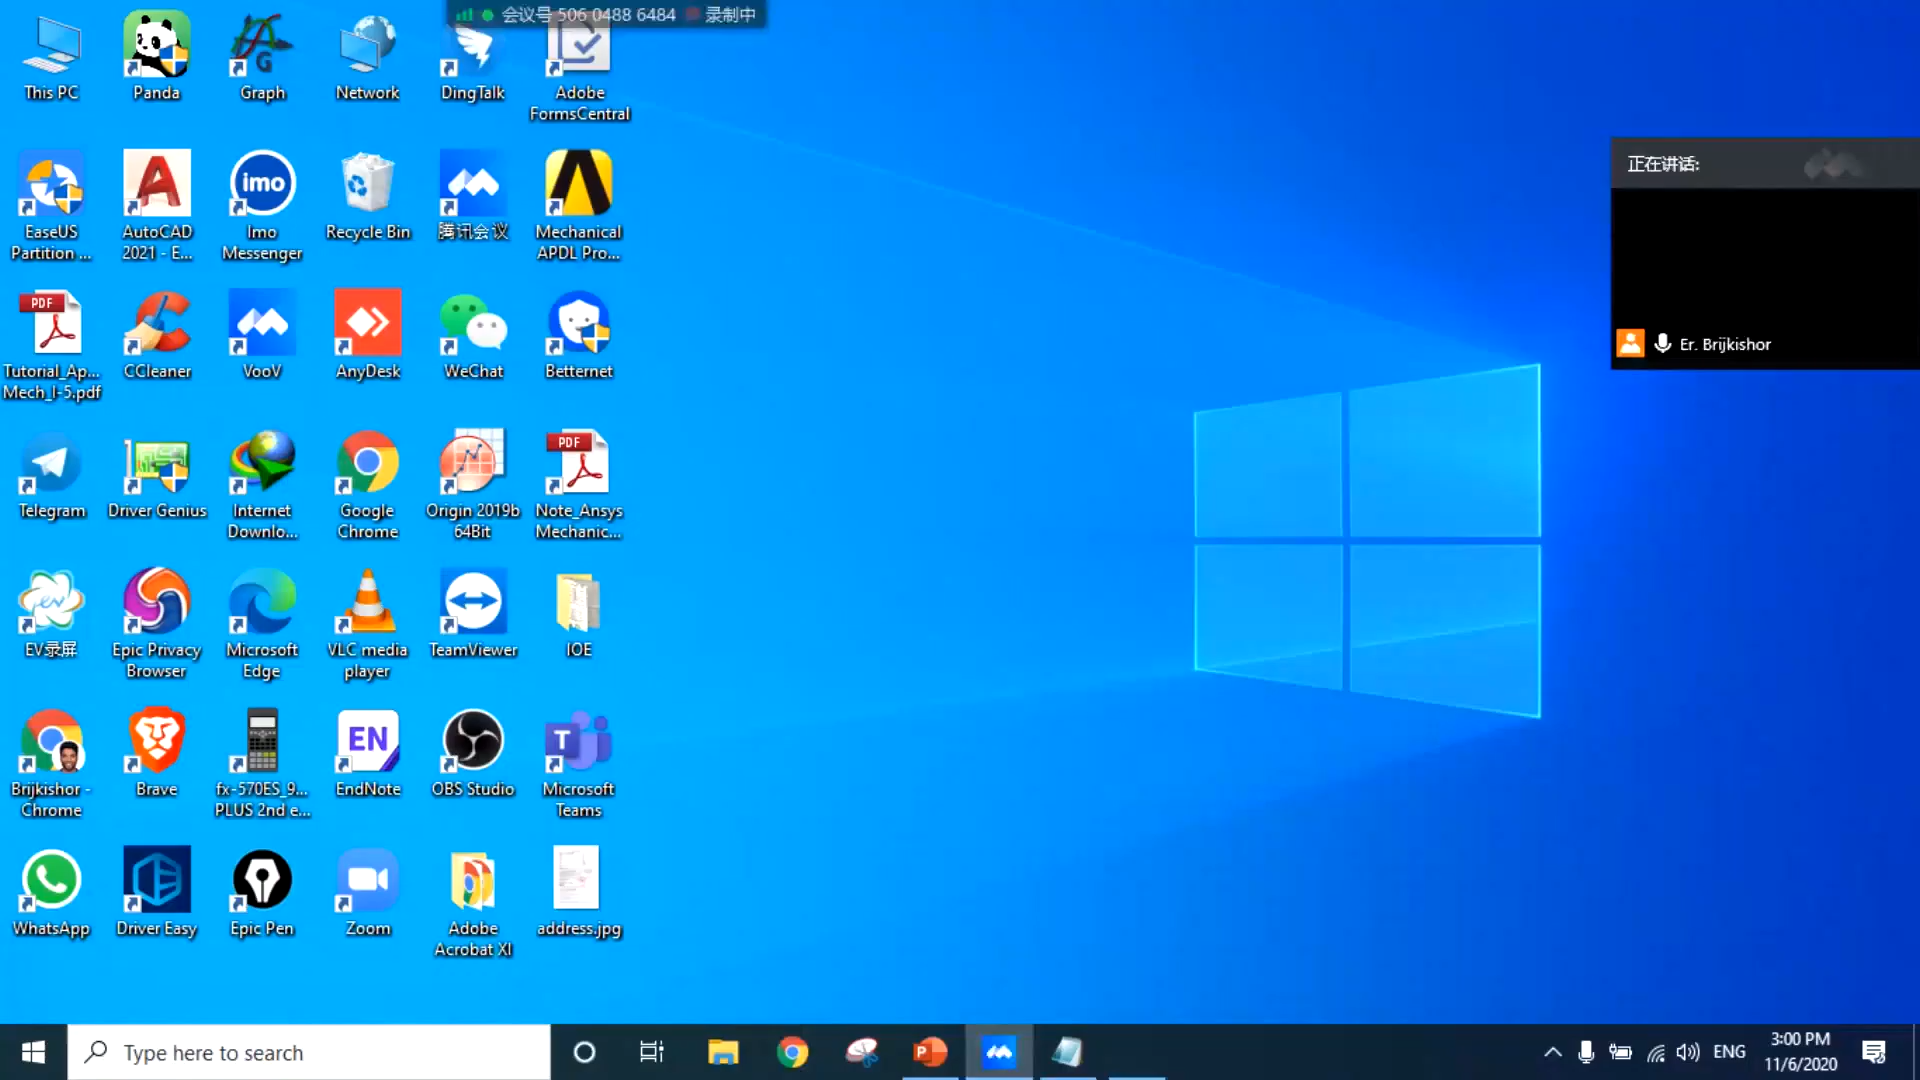 会议号 506 0488 6484 录制中
This PC
Panda
Graph
Network
DingTalk
Adobe
FormsCentral
正在讲话:
Er. Brijkishor
EaseUS
Partition ...
AutoCAD
2021 - E...
imo
Imo
Messenger
Recycle Bin
腾讯会议
Mechanical
APDL Pro...
PDF
Tutorial_Ap...
Mech_I-5.pdf
CCleaner
VooV
AnyDesk
WeChat
Betternet
Telegram
Driver Genius
Internet
Downlo...
Google
Chrome
Origin 2019b
64Bit
PDF
Note_Ansys
Mechanic...
ev
EV录屏
Epic Privacy
Browser
Microsoft
Edge
VLC media
player
TeamViewer
IOE
Brijkishor -
Chrome
Brave
fx-570ES_9...
PLUS 2nd e...
EN
EndNote
OBS Studio
T
Microsoft
Teams
WhatsApp
Driver Easy
Epic Pen
Zoom
Adobe
Acrobat XI
address.jpg
Type here to search
ENG
3:00 PM
11/6/2020